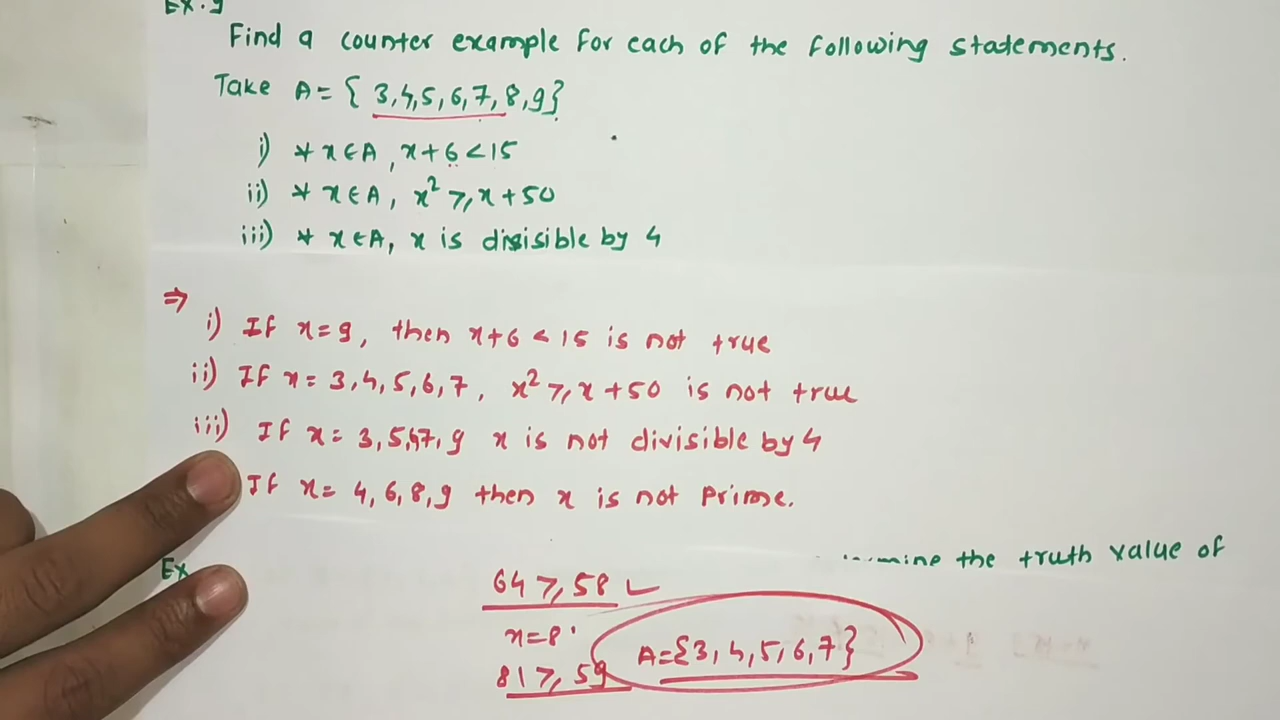 Ex.9
Find a counter example for each of the following statements.
Take A = { 3,4,5,6,7,8,9}
i) ∀ x ∈ A, x+6 < 15
ii) ∀ x ∈ A, x² ≥ x + 50
iii) ∀ x ∈ A, x is divisible by 4
⇒
i) If x = 9, then x+6 < 15 is not true
ii) If x = 3,4,5,6,7, x² ≥ x + 50 is not true
iii) If x = 3,5,7,9 x is not divisible by 4
If x = 4,6,8,9 then x is not prime.
Ex mine the truth value of
64 ≥ 58 ✓
x=8
81 ≥ 59
A={3,4,5,6,7}